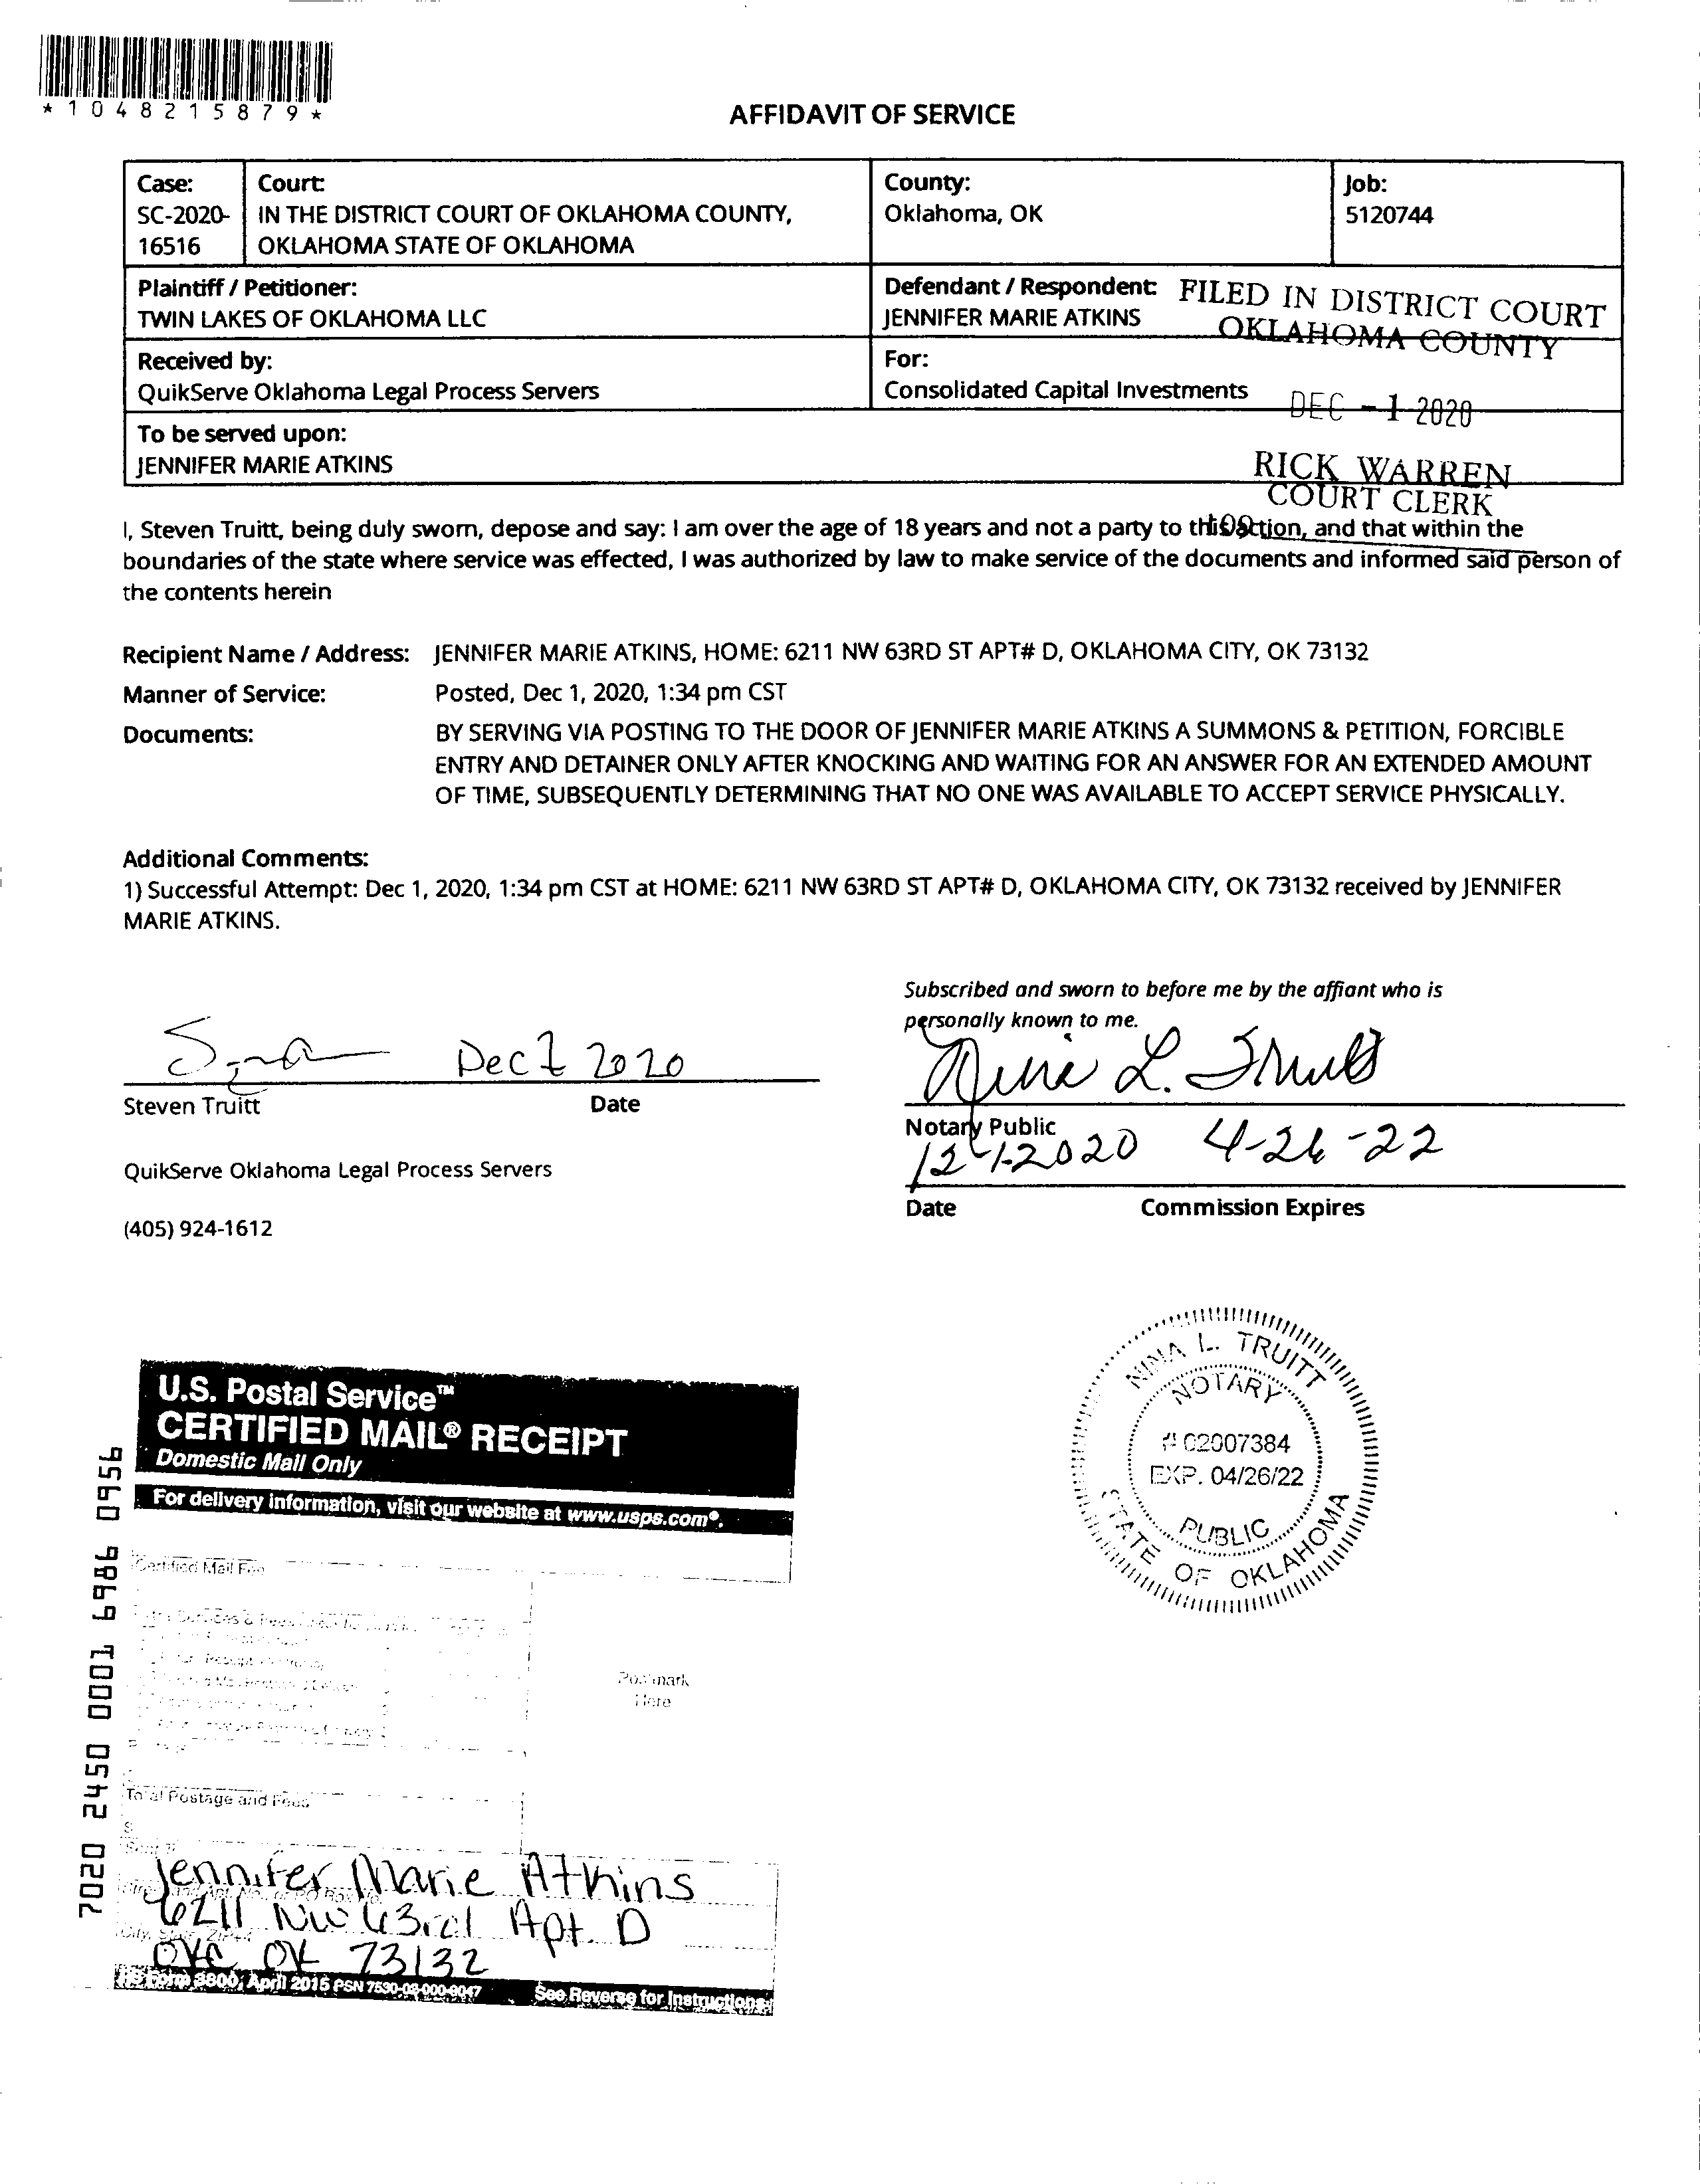 *1048215879*
AFFIDAVIT OF SERVICE
Case:
SC-2020-
16516
Court:
IN THE DISTRICT COURT OF OKLAHOMA COUNTY,
OKLAHOMA STATE OF OKLAHOMA
County:
Oklahoma, OK
Job:
5120744
Plaintiff / Petitioner:
TWIN LAKES OF OKLAHOMA LLC
Defendant / Respondent:
JENNIFER MARIE ATKINS
FILED IN DISTRICT COURT
OKLAHOMA COUNTY
Received by:
QuikServe Oklahoma Legal Process Servers
For:
Consolidated Capital Investments
DEC - 1 2020
To be served upon:
JENNIFER MARIE ATKINS
RICK WARREN
COURT CLERK
109
I, Steven Truitt, being duly sworn, depose and say: I am over the age of 18 years and not a party to this action, and that within the
boundaries of the state where service was effected, I was authorized by law to make service of the documents and informed said person of
the contents herein
Recipient Name / Address: JENNIFER MARIE ATKINS, HOME: 6211 NW 63RD ST APT# D, OKLAHOMA CITY, OK 73132
Manner of Service: Posted, Dec 1, 2020, 1:34 pm CST
Documents: BY SERVING VIA POSTING TO THE DOOR OF JENNIFER MARIE ATKINS A SUMMONS & PETITION, FORCIBLE
ENTRY AND DETAINER ONLY AFTER KNOCKING AND WAITING FOR AN ANSWER FOR AN EXTENDED AMOUNT
OF TIME, SUBSEQUENTLY DETERMINING THAT NO ONE WAS AVAILABLE TO ACCEPT SERVICE PHYSICALLY.
Additional Comments:
1) Successful Attempt: Dec 1, 2020, 1:34 pm CST at HOME: 6211 NW 63RD ST APT# D, OKLAHOMA CITY, OK 73132 received by JENNIFER
MARIE ATKINS.
Dec 1 2020
Steven Truitt Date
QuikServe Oklahoma Legal Process Servers
(405) 924-1612
Subscribed and sworn to before me by the affiant who is
personally known to me.
Nina L. Truitt
Notary Public
12-1-2020 4-26-22
Date Commission Expires
NINA L. TRUITT
NOTARY
# 02007384
EXP. 04/26/22
PUBLIC
STATE OF OKLAHOMA
7020 2450 0001 6986 0956
U.S. Postal Service™
CERTIFIED MAIL® RECEIPT
Domestic Mail Only
For delivery information, visit our website at www.usps.com®.
Certified Mail Fee
Postmark
Here
Total Postage and Fees
Jennifer Marie Atkins
6211 NW 63rd Apt. D
OKC OK 73132
PS Form 3800, April 2015 PSN 7530-02-000-9047 See Reverse for Instructions